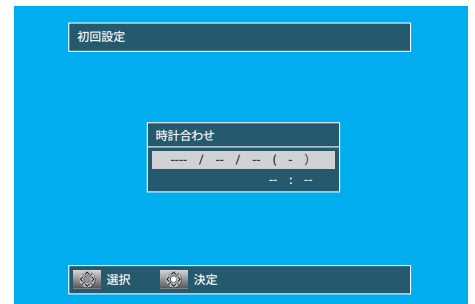 初回設定
時計合わせ
---- / -- / -- ( - )
-- : --
選択 決定